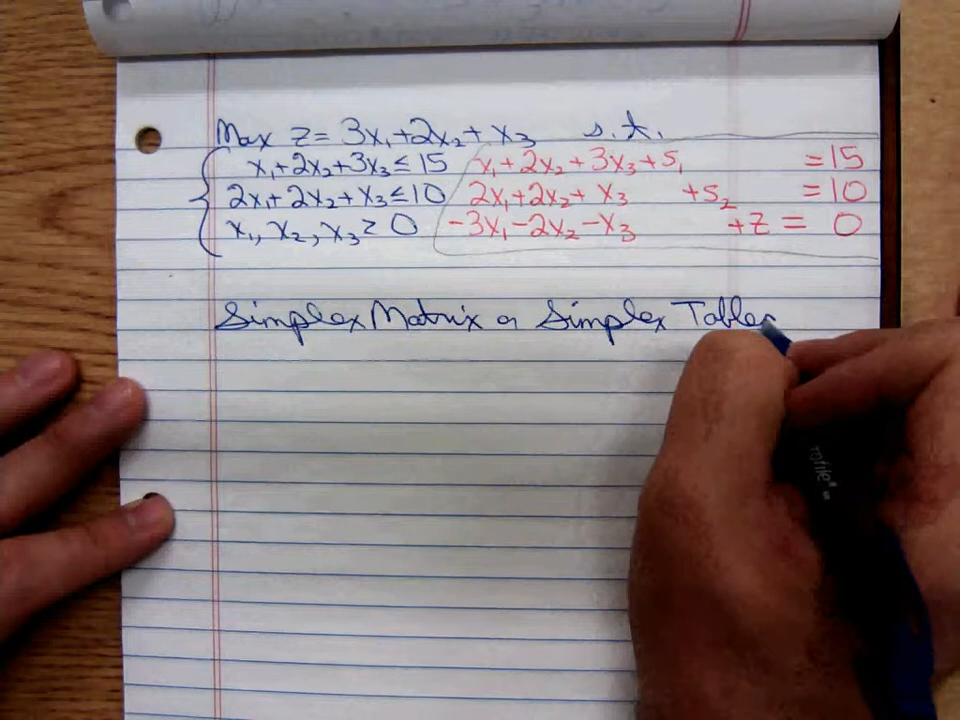 Max z = 3x₁ + 2x₂ + x₃ s.t.
x₁ + 2x₂ + 3x₃ ≤ 15 x₁ + 2x₂ + 3x₃ + s₁ = 15
2x₁ + 2x₂ + x₃ ≤ 10 2x₁ + 2x₂ + x₃ + s₂ = 10
x₁, x₂, x₃ ≥ 0 -3x₁ - 2x₂ - x₃ + z = 0
Simplex Matrix or Simplex Table